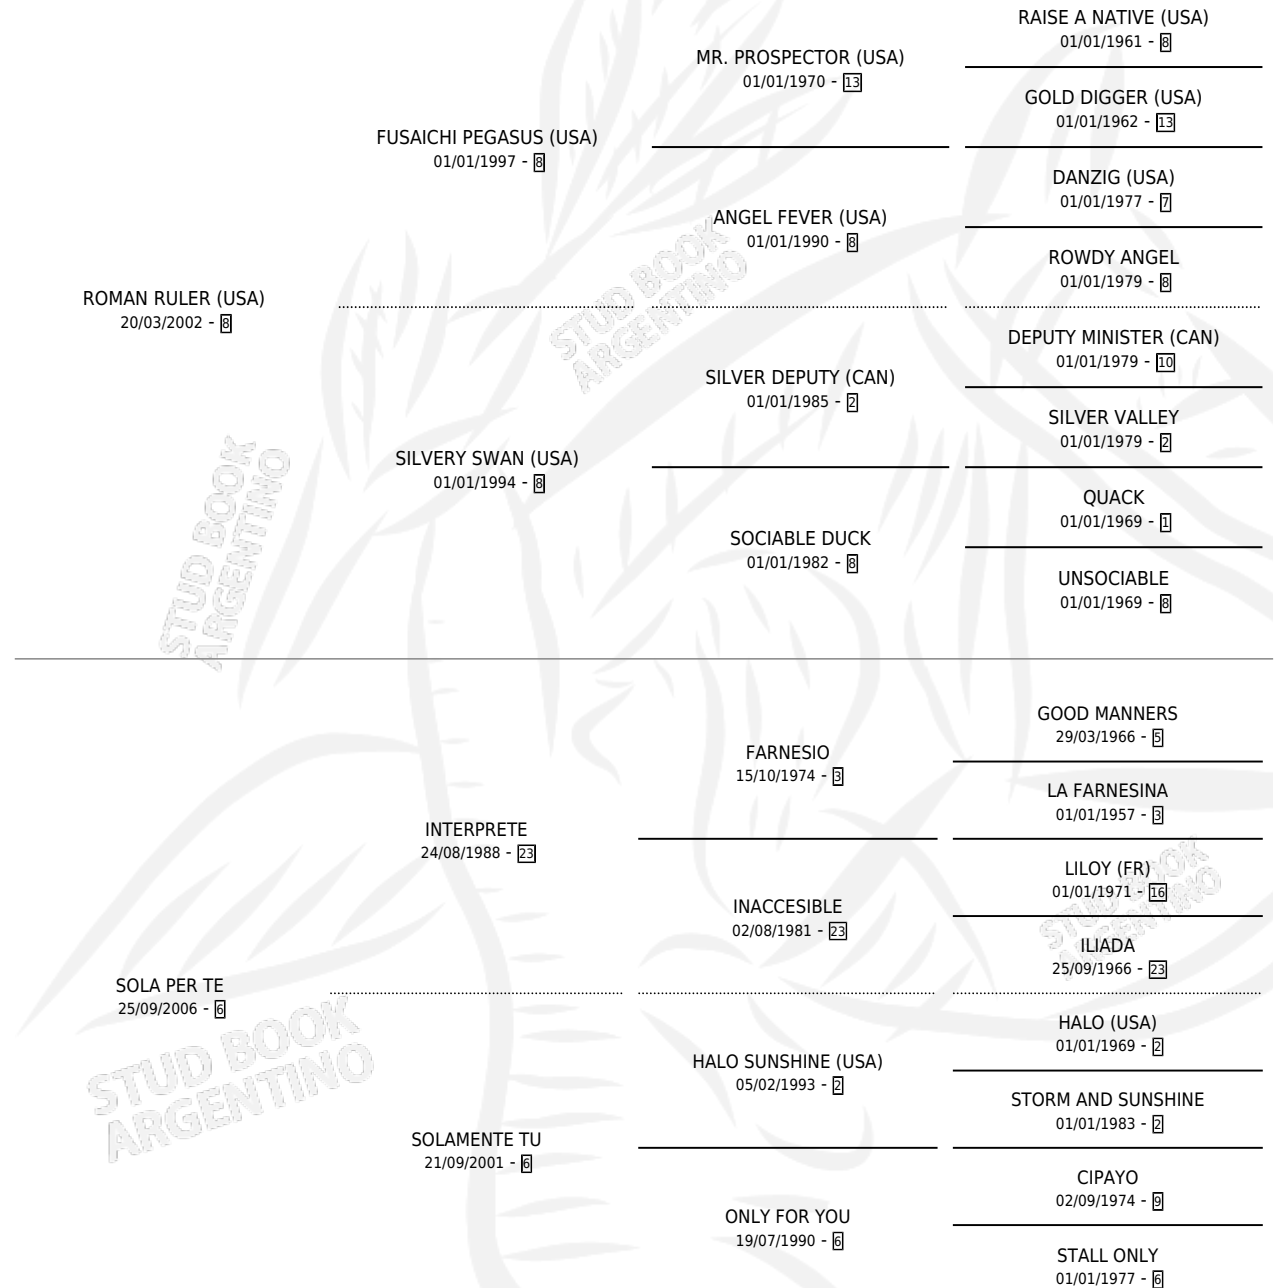 RAISE A NATIVE (USA)
01/01/1961 - 8
MR. PROSPECTOR (USA)
01/01/1970 - 13
GOLD DIGGER (USA)
01/01/1962 - 13
FUSAICHI PEGASUS (USA)
01/01/1997 - 8
DANZIG (USA)
01/01/1977 - 7
ANGEL FEVER (USA)
01/01/1990 - 8
ROWDY ANGEL
01/01/1979 - 8
ROMAN RULER (USA)
20/03/2002 - 8
DEPUTY MINISTER (CAN)
01/01/1979 - 10
SILVER DEPUTY (CAN)
01/01/1985 - 2
SILVER VALLEY
01/01/1979 - 2
SILVERY SWAN (USA)
01/01/1994 - 8
QUACK
01/01/1969 - 1
SOCIABLE DUCK
01/01/1982 - 8
UNSOCIABLE
01/01/1969 - 8
STUD BOOK
ARGENTINO
STUD BOOK
ARGENTINO
GOOD MANNERS
29/03/1966 - 5
FARNESIO
15/10/1974 - 3
LA FARNESINA
01/01/1957 - 3
INTERPRETE
24/08/1988 - 23
LILOY (FR)
01/01/1971 - 16
INACCESIBLE
02/08/1981 - 23
ILIADA
25/09/1966 - 23
STUD BOOK
ARGENTINO
SOLA PER TE
25/09/2006 - 6
HALO (USA)
01/01/1969 - 2
HALO SUNSHINE (USA)
05/02/1993 - 2
STORM AND SUNSHINE
01/01/1983 - 2
STUD BOOK
ARGENTINO
SOLAMENTE TU
21/09/2001 - 6
CIPAYO
02/09/1974 - 9
ONLY FOR YOU
19/07/1990 - 6
STALL ONLY
01/01/1977 - 6